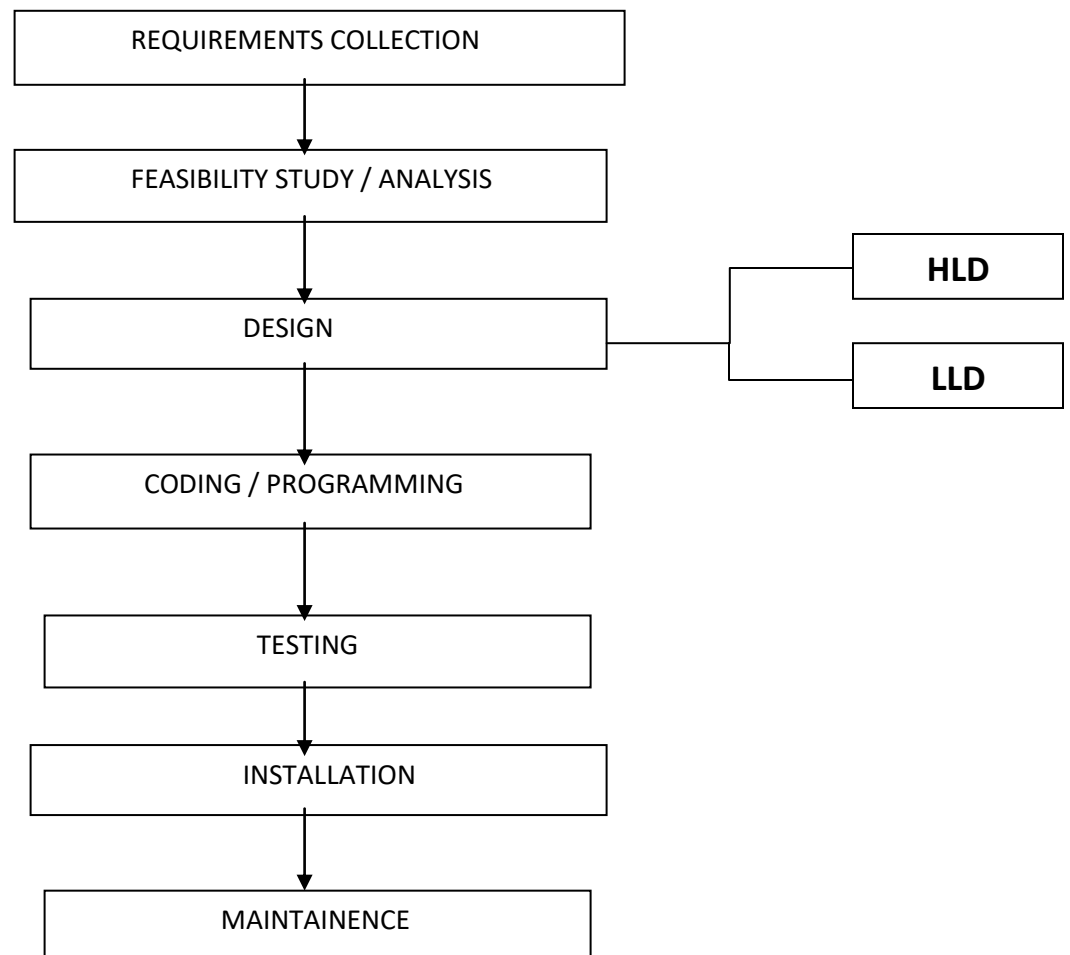 REQUIREMENTS COLLECTION
FEASIBILITY STUDY / ANALYSIS
HLD
DESIGN
LLD
CODING / PROGRAMMING
TESTING
INSTALLATION
MAINTAINENCE